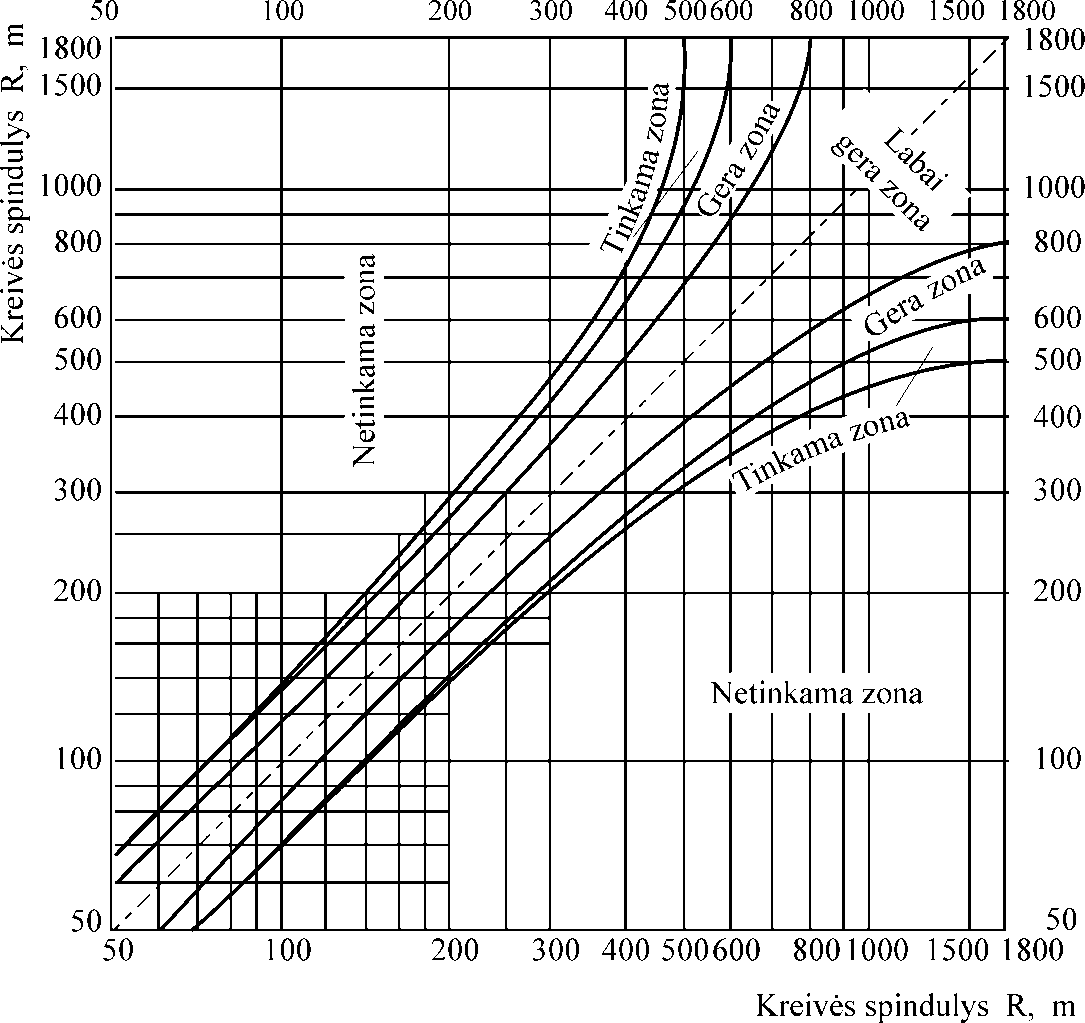 50 100 200 300 400 500 600 800 1000 1500 1800
Kreivės spindulys R, m
1800
1500
1000
800
600
500
400
300
200
100
50
Tinkama zona
Gera zona
Labai
gera zona
Netinkama zona
Gera zona
Tinkama zona
Netinkama zona
1800
1500
1000
800
600
500
400
300
200
100
50
50 100 200 300 400 500 600 800 1000 1500 1800
Kreivės spindulys R, m